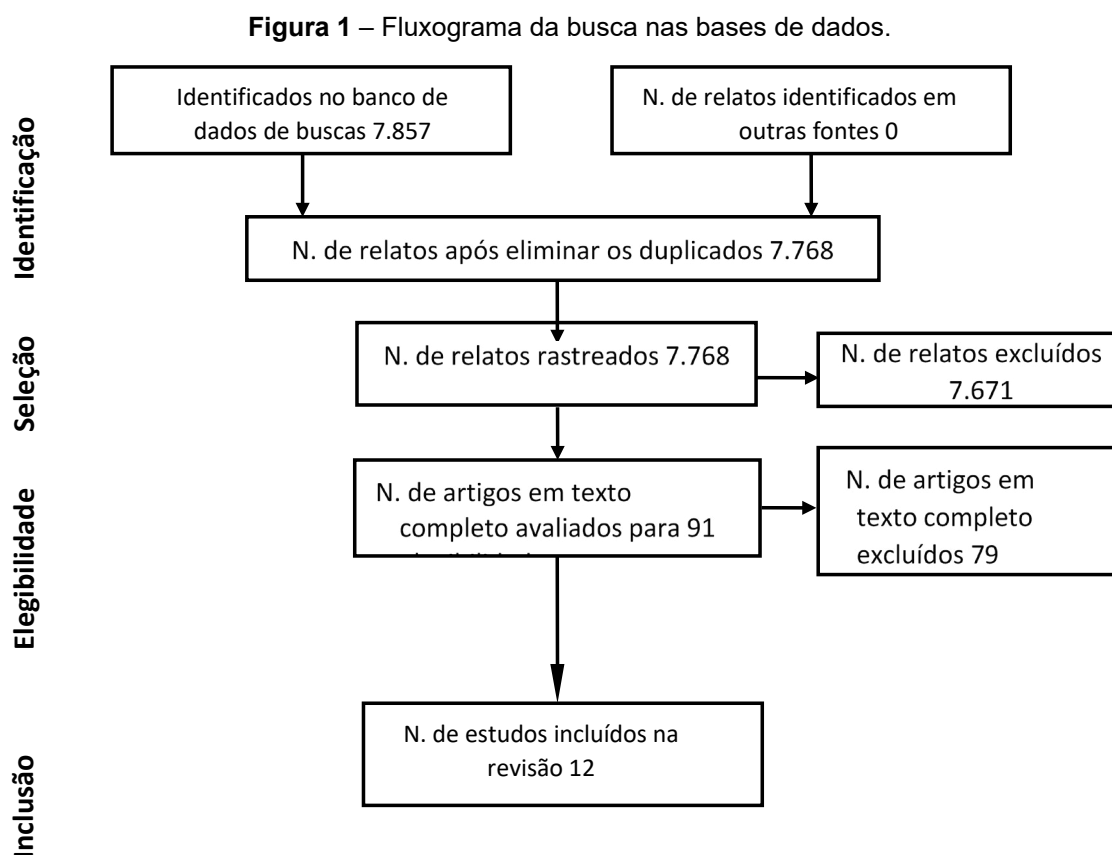 Figura 1 – Fluxograma da busca nas bases de dados.
Identificação
Identificados no banco de
dados de buscas 7.857
N. de relatos identificados em
outras fontes 0
N. de relatos após eliminar os duplicados 7.768
Seleção
N. de relatos rastreados 7.768
N. de relatos excluídos
7.671
Elegibilidade
N. de artigos em texto
completo avaliados para 91
N. de artigos em
texto completo
excluídos 79
Inclusão
N. de estudos incluídos na
revisão 12